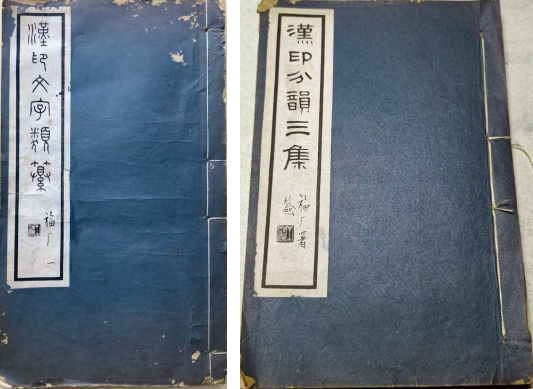 漢印文字類纂
福厂
一
漢印分韻三集
福厂署
簽